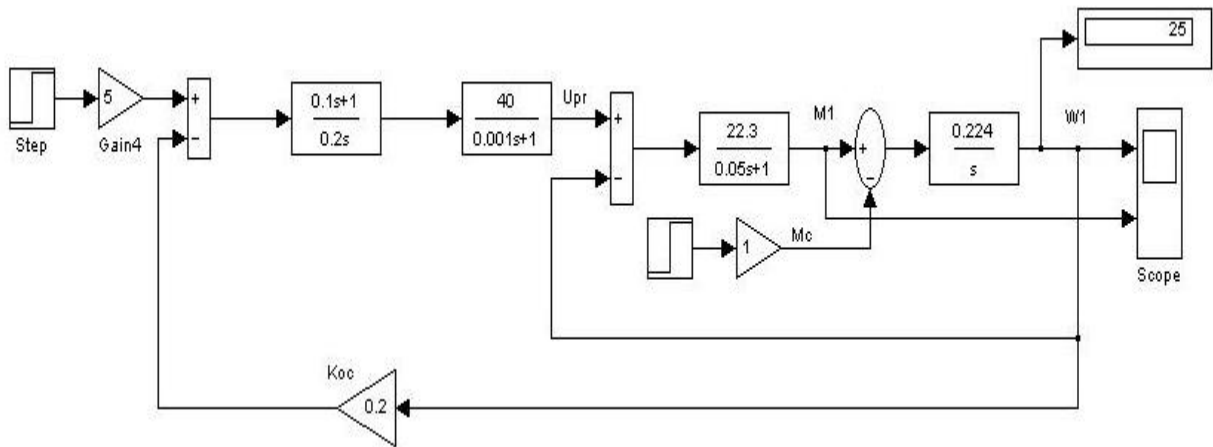 25
5
+
−
Step
Gain4
0.1s+1
0.2s
40
0.001s+1
Upr
+
−
22.3
0.05s+1
M1
+
−
0.224
s
W1
1
Mc
Scope
Koc
0.2